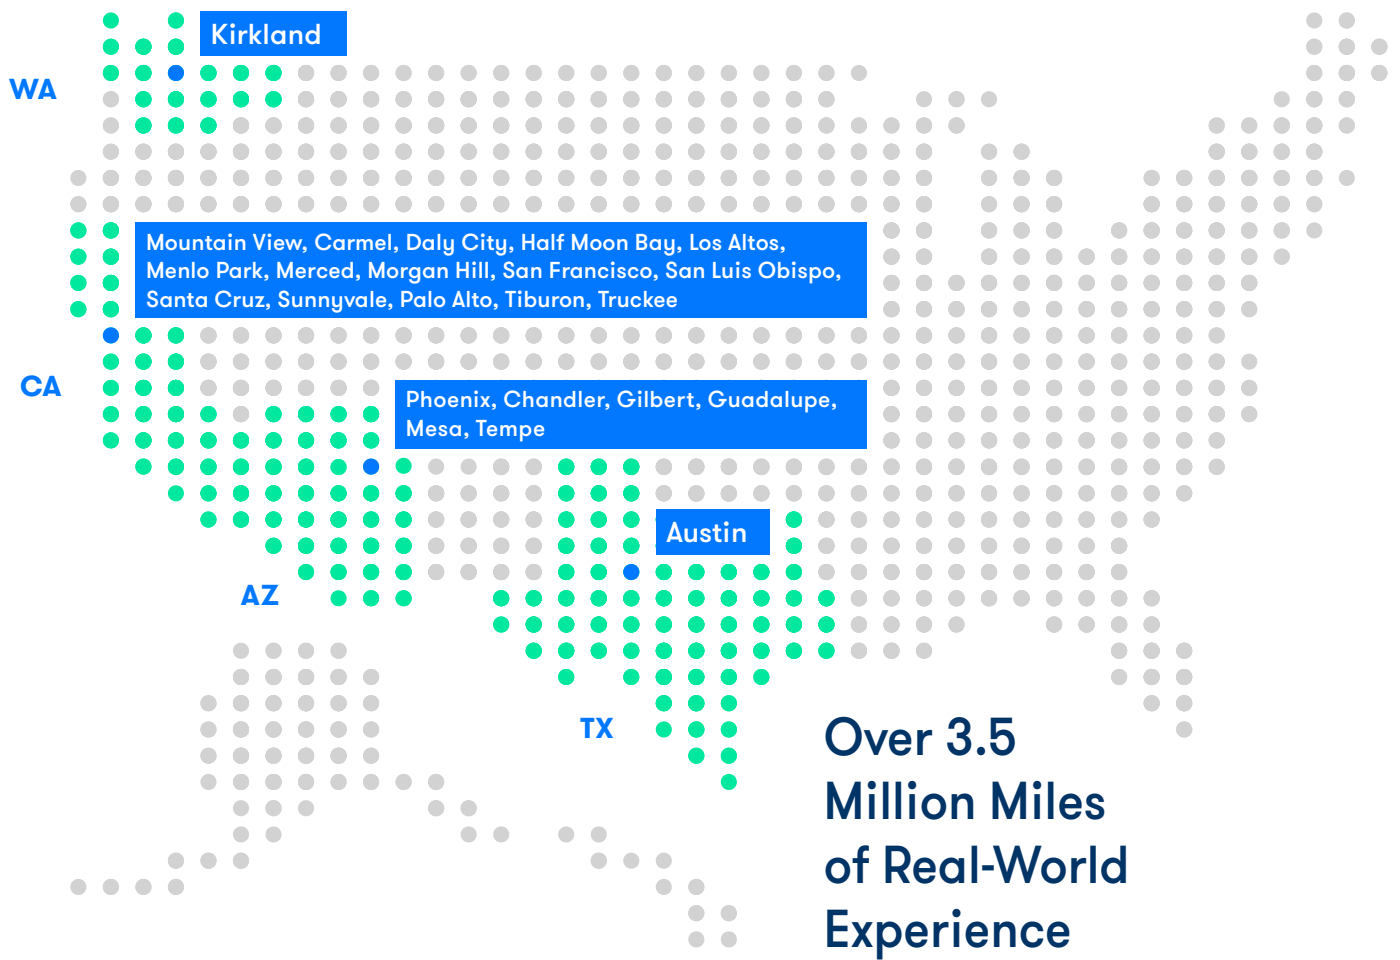 Kirkland
WA
Mountain View, Carmel, Daly City, Half Moon Bay, Los Altos,
Menlo Park, Merced, Morgan Hill, San Francisco, San Luis Obispo,
Santa Cruz, Sunnyvale, Palo Alto, Tiburon, Truckee
CA
Phoenix, Chandler, Gilbert, Guadalupe,
Mesa, Tempe
Austin
AZ
TX
Over 3.5
Million Miles
of Real-World
Experience